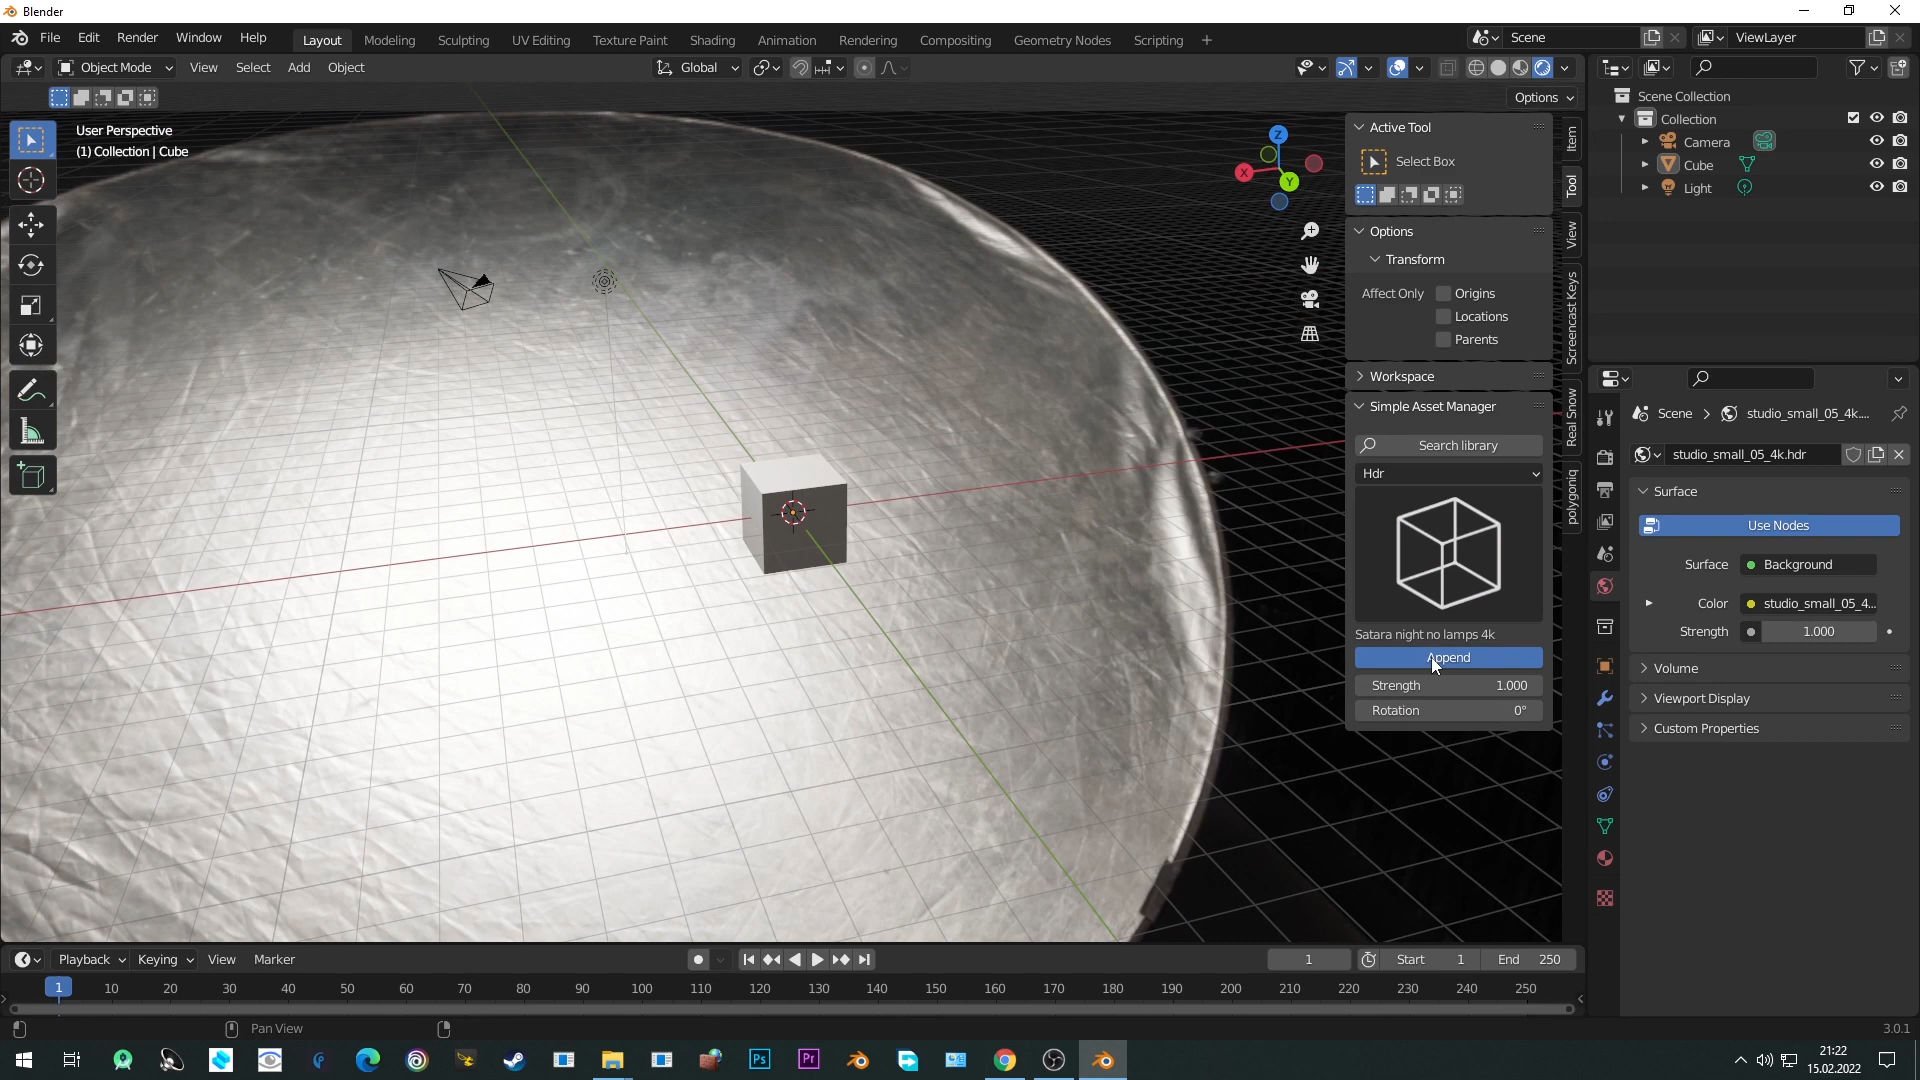 Blender
File Edit Render Window Help Layout Modeling Sculpting UV Editing Texture Paint Shading Animation Rendering Compositing Geometry Nodes Scripting + Scene ViewLayer
Object Mode View Select Add Object Global
Options
User Perspective
(1) Collection | Cube
Z
X
Y
Active Tool
Select Box
Options
Transform
Affect Only Origins
Locations
Parents
Workspace
Simple Asset Manager
Search library
Hdr
Satara night no lamps 4k
Append
Strength 1.000
Rotation 0°
Item
Tool
View
Screencast Keys
Real Snow
polygoniq
Scene Collection
Collection
Camera
Cube
Light
Scene > studio_small_05_4k....
studio_small_05_4k.hdr
Surface
Use Nodes
Surface Background
Color studio_small_05_4...
Strength 1.000
Volume
Viewport Display
Custom Properties
Playback Keying View Marker 1 Start 1 End 250
1 10 20 30 40 50 60 70 80 90 100 110 120 130 140 150 160 170 180 190 200 210 220 230 240 250
Pan View 3.0.1
Ps Pr
21:22
15.02.2022